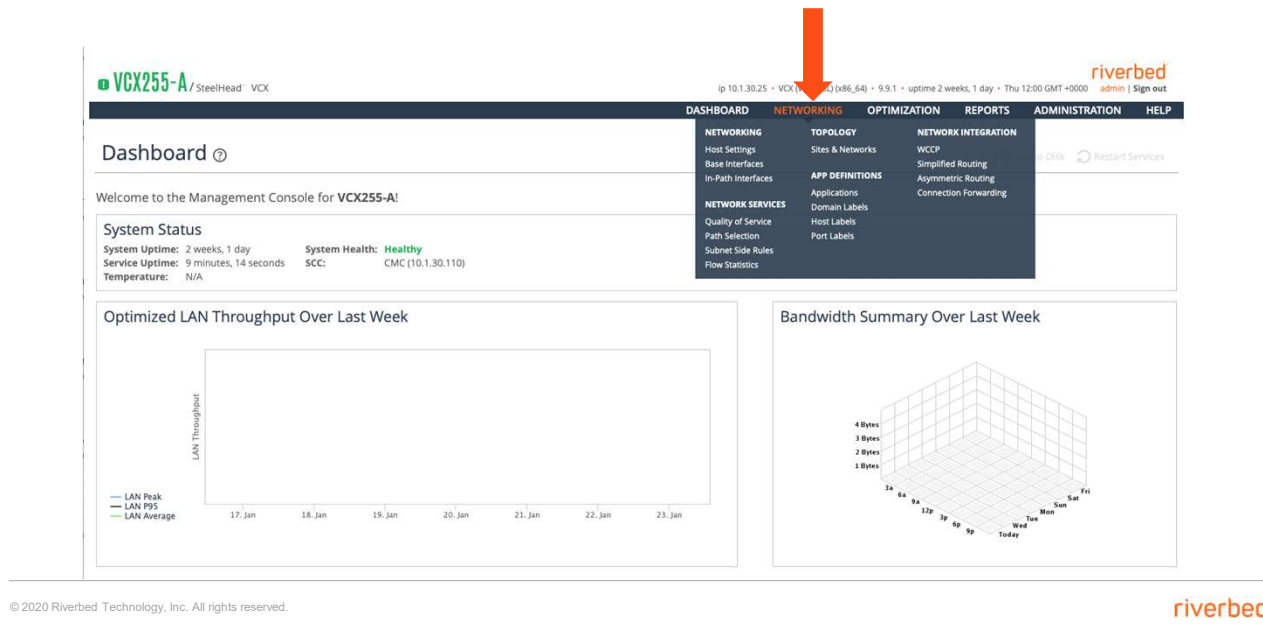 VCX255-A / SteelHead™ VCX
riverbed
ip 10.1.30.25 • VCX (x86_64) • 9.9.1 • uptime 2 weeks, 1 day • Thu 12:00 GMT +0000 admin | Sign out
DASHBOARD NETWORKING OPTIMIZATION REPORTS ADMINISTRATION HELP
Dashboard ?
to Disk Restart Services
NETWORKING
Host Settings
Base Interfaces
In-Path Interfaces
NETWORK SERVICES
Quality of Service
Path Selection
Subnet Side Rules
Flow Statistics
TOPOLOGY
Sites & Networks
APP DEFINITIONS
Applications
Domain Labels
Host Labels
Port Labels
NETWORK INTEGRATION
WCCP
Simplified Routing
Asymmetric Routing
Connection Forwarding
Welcome to the Management Console for VCX255-A!
System Status
System Uptime: 2 weeks, 1 day System Health: Healthy
Service Uptime: 9 minutes, 14 seconds SCC: CMC (10.1.30.110)
Temperature: N/A
Optimized LAN Throughput Over Last Week
LAN Throughput
LAN Peak
LAN P95
LAN Average
17. Jan 18. Jan 19. Jan 20. Jan 21. Jan 22. Jan 23. Jan
Bandwidth Summary Over Last Week
4 Bytes
3 Bytes
2 Bytes
1 Bytes
3a 6a 9a 12p 3p 6p 9p
Today Wed Tue Mon Sun Sat Fri
© 2020 Riverbed Technology, Inc. All rights reserved.
riverbed